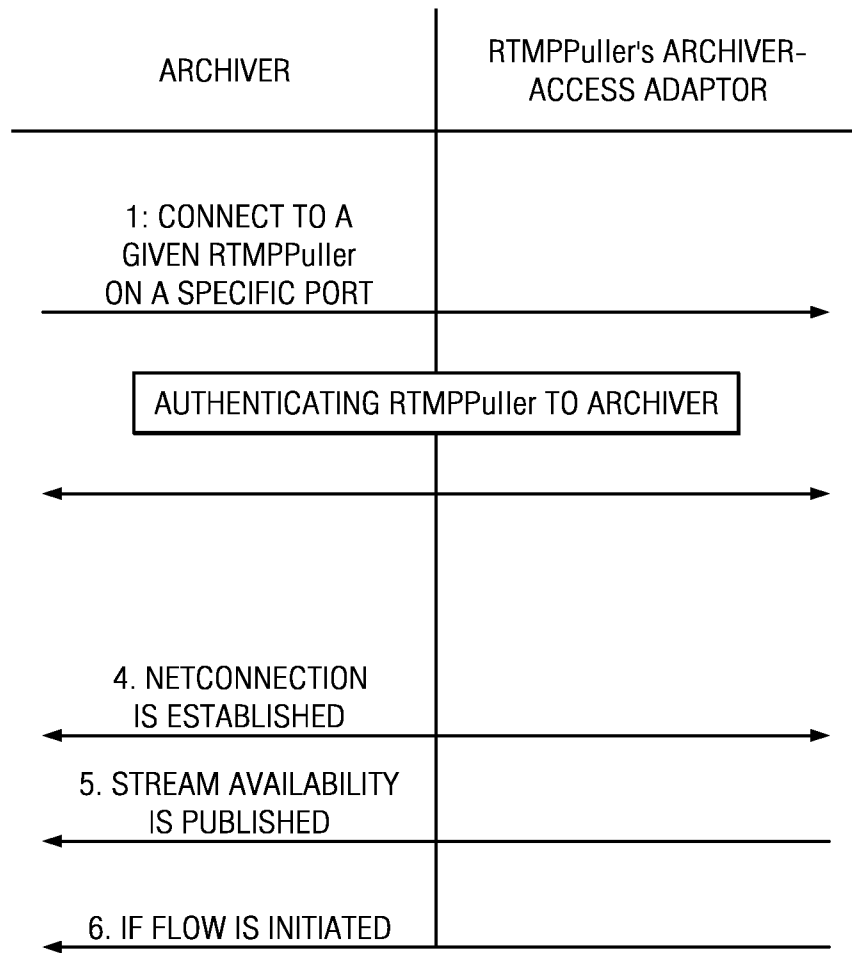 ARCHIVER
RTMPPuller's ARCHIVER-
ACCESS ADAPTOR
1: CONNECT TO A
GIVEN RTMPPuller
ON A SPECIFIC PORT
AUTHENTICATING RTMPPuller TO ARCHIVER
4. NETCONNECTION
IS ESTABLISHED
5. STREAM AVAILABILITY
IS PUBLISHED
6. IF FLOW IS INITIATED